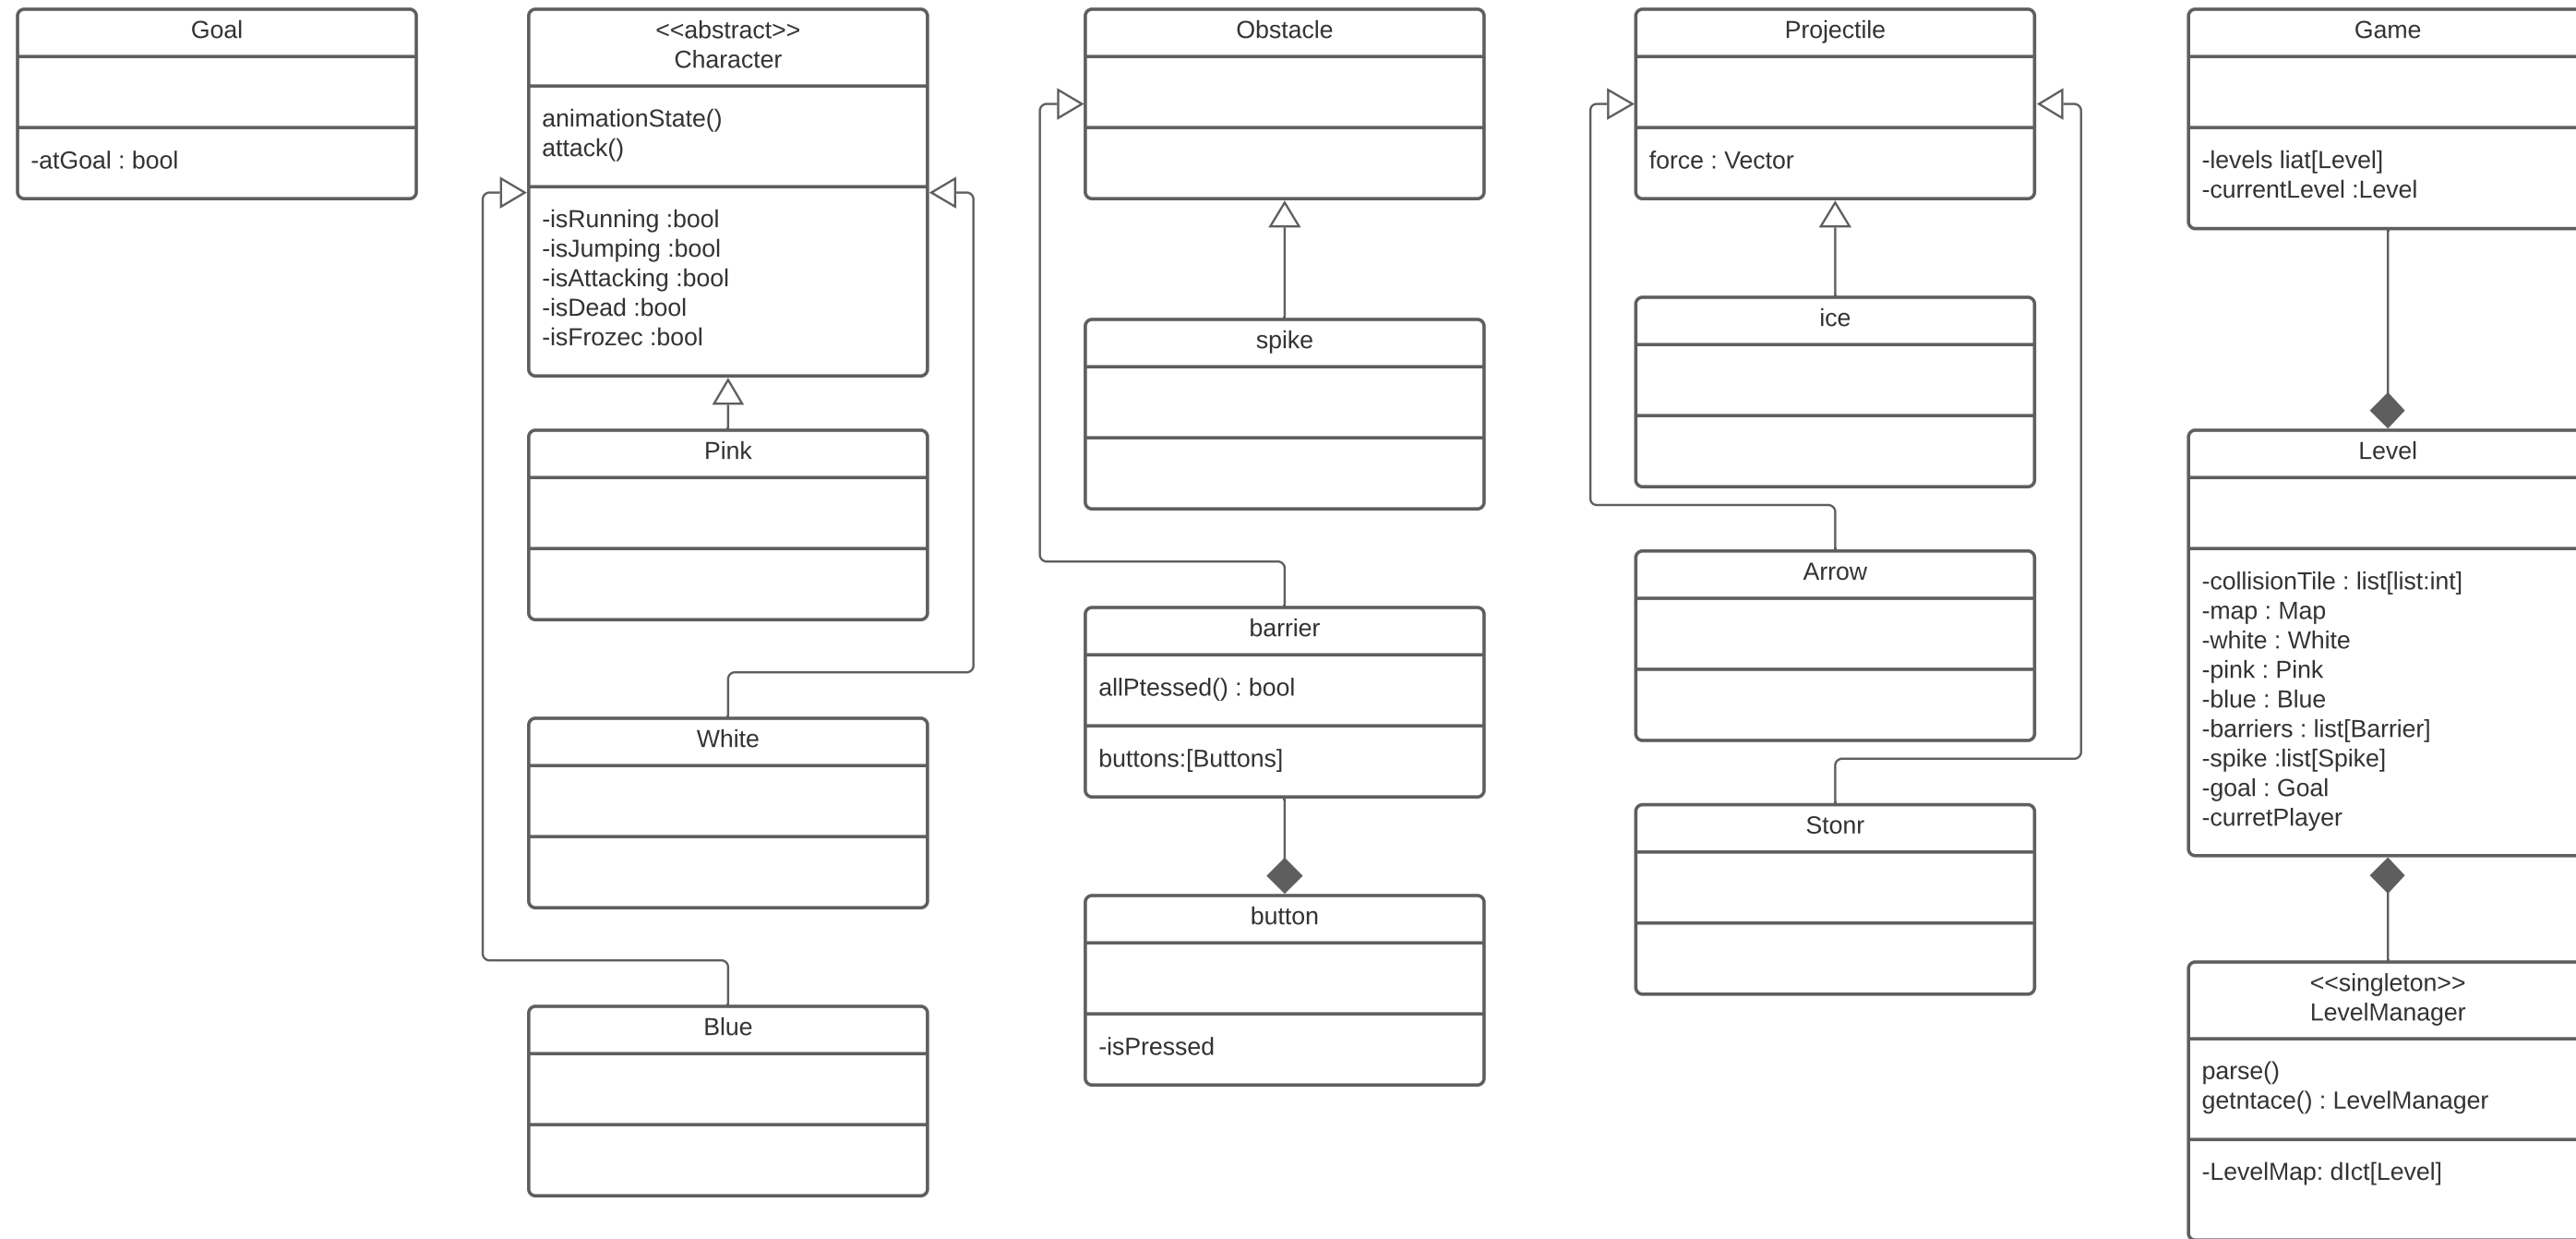 Goal
-atGoal : bool
<<abstract>>
Character
animationState()
attack()
-isRunning :bool
-isJumping :bool
-isAttacking :bool
-isDead :bool
-isFrozec :bool
Pink
White
Blue
Obstacle
spike
barrier
allPtessed() : bool
buttons:[Buttons]
button
-isPressed
Projectile
force : Vector
ice
Arrow
Stonr
Game
-levels liat[Level]
-currentLevel :Level
Level
-collisionTile : list[list:int]
-map : Map
-white : White
-pink : Pink
-blue : Blue
-barriers : list[Barrier]
-spike :list[Spike]
-goal : Goal
-curretPlayer
<<singleton>>
LevelManager
parse()
getntace() : LevelManager
-LevelMap: dIct[Level]